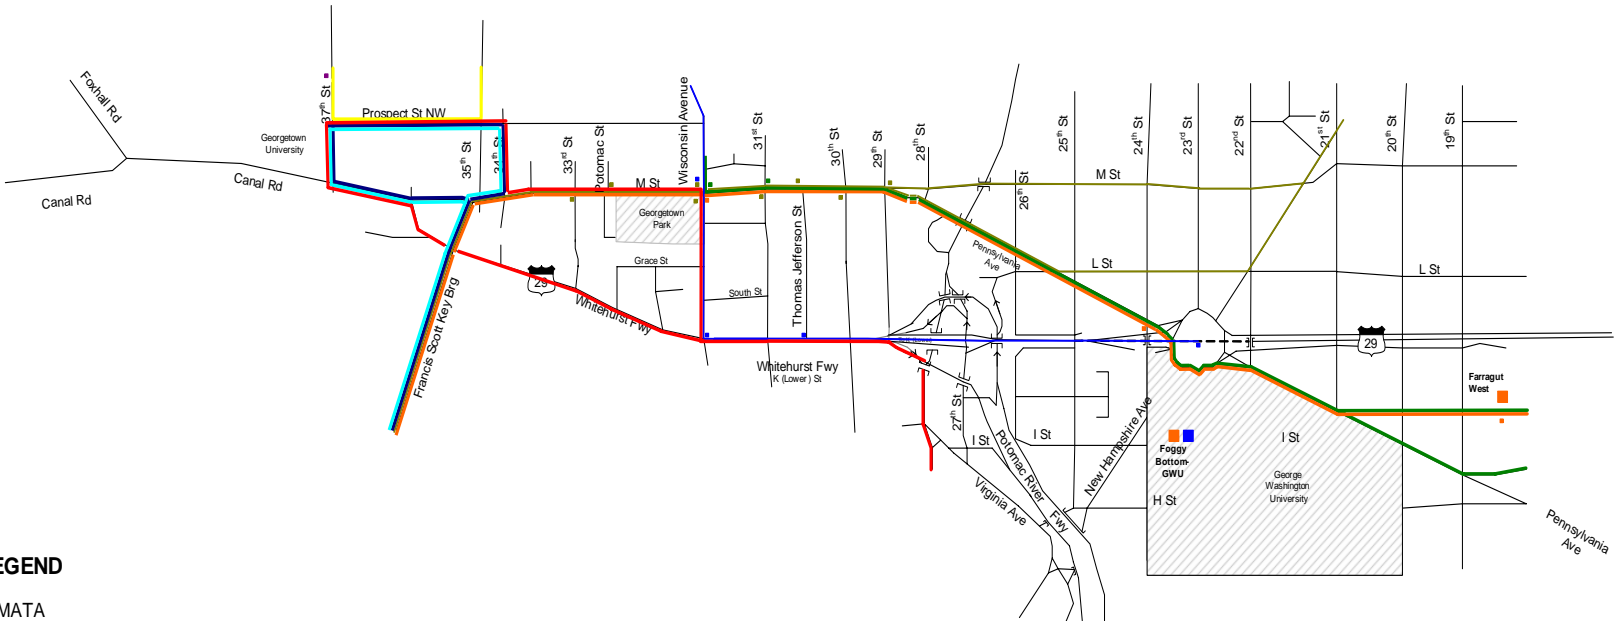 Foxhall Rd
Canal Rd
Canal Rd
Georgetown
University
37th St
Prospect St NW
35th St
34th St
33rd St
Potomac St
Wisconsin Avenue
31st St
30th St
29th St
28th St
26th St
25th St
24th St
23rd St
22nd St
21st St
20th St
19th St
M St
M St
Georgetown
Park
Grace St
South St
Thomas Jefferson St
Pennsylvania
Ave
L St
L St
29
Whitehurst Fwy
Francis Scott Key Brg
Whitehurst Fwy
K (Lower) St
29
27th St
I St
I St
I St
Potomac River
Fwy
Virginia Ave
New Hampshire Ave
H St
Foggy
Bottom-
GWU
George
Washington
University
Farragut
West
Pennsylvania
Ave
EGEND
MATA